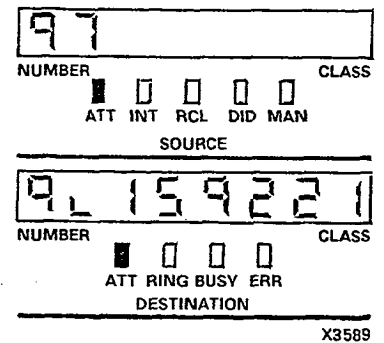 97
NUMBER CLASS
ATT INT RCL DID MAN
SOURCE
9L 159221
NUMBER CLASS
ATT RING BUSY ERR
DESTINATION
X3589